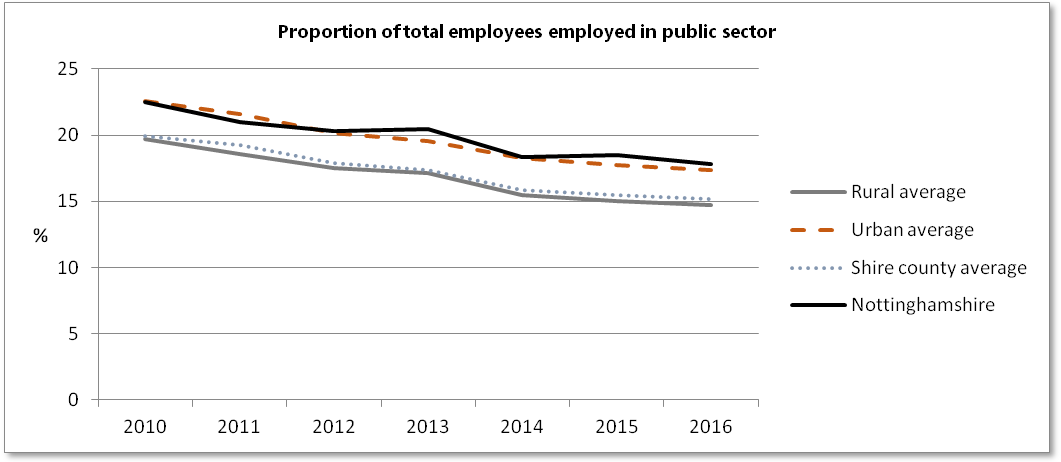 Proportion of total employees employed in public sector
25
20
15
10
5
0
%
2010 2011 2012 2013 2014 2015 2016
Rural average
Urban average
Shire county average
Nottinghamshire